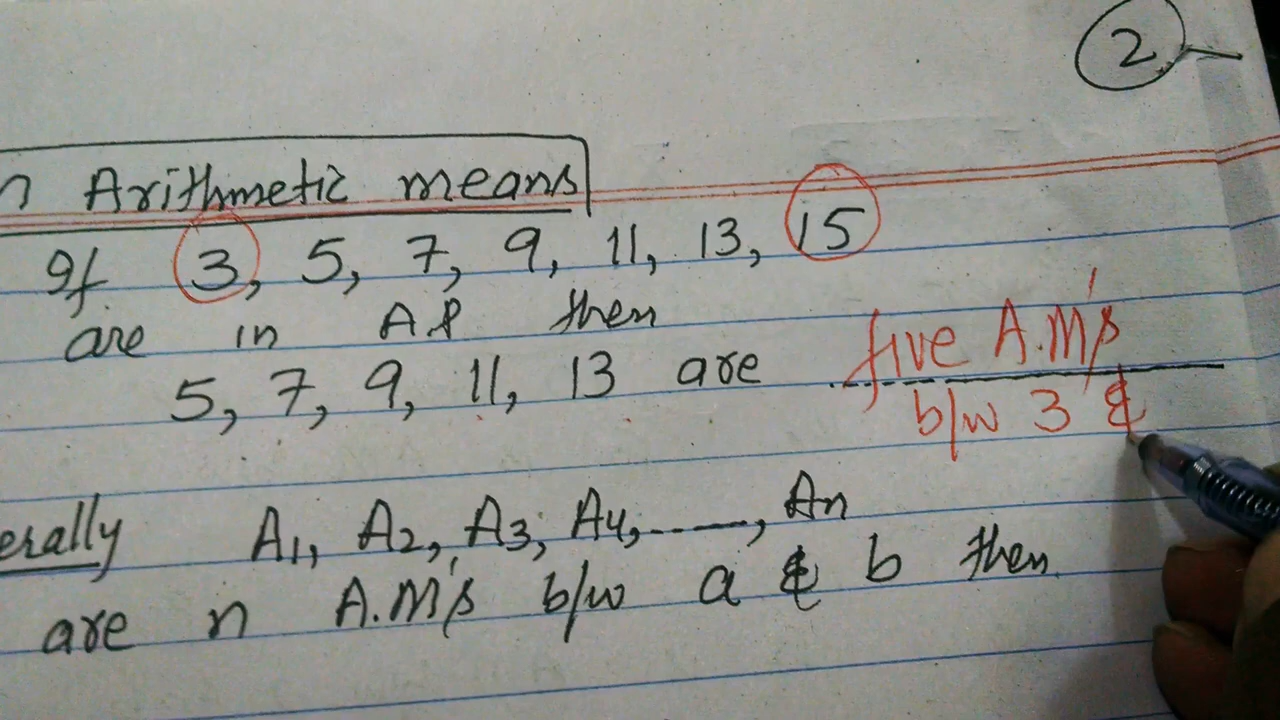 2
n Arithmetic means
If 3, 5, 7, 9, 11, 13, 15
are in AP then
5, 7, 9, 11, 13 are five A.M's
b/w 3 &
erally A1, A2, A3, A4, ------, An
are n A.M's b/w a & b then